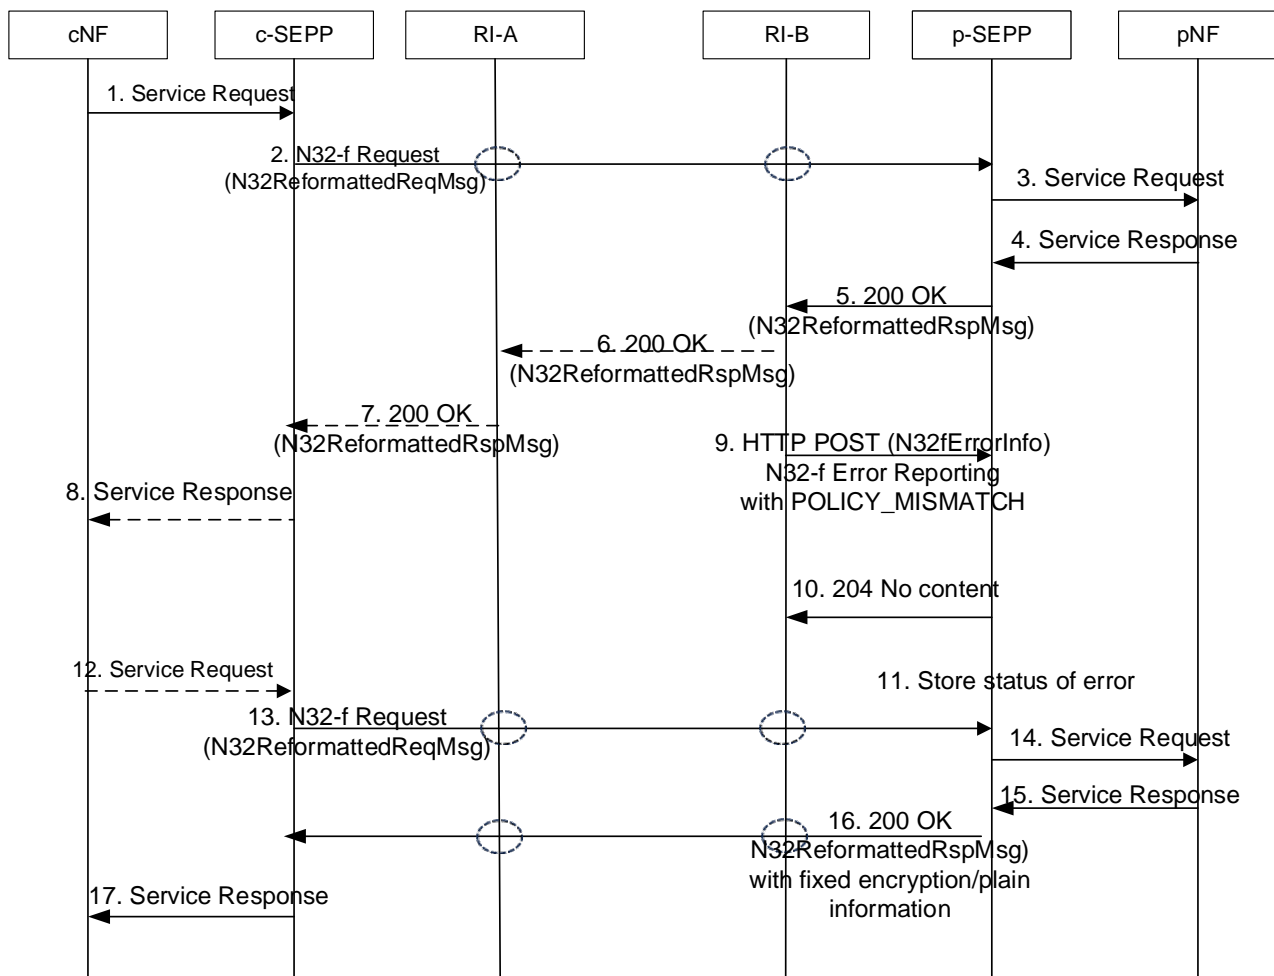 cNF
c-SEPP
RI-A
RI-B
p-SEPP
pNF
1. Service Request
2. N32-f Request
(N32ReformattedReqMsg)
3. Service Request
4. Service Response
5. 200 OK
(N32ReformattedRspMsg)
6. 200 OK
(N32ReformattedRspMsg)
7. 200 OK
(N32ReformattedRspMsg)
9. HTTP POST (N32fErrorInfo)
N32-f Error Reporting
with POLICY_MISMATCH
8. Service Response
10. 204 No content
12. Service Request
11. Store status of error
13. N32-f Request
(N32ReformattedReqMsg)
14. Service Request
15. Service Response
16. 200 OK
N32ReformattedRspMsg)
with fixed encryption/plain
information
17. Service Response